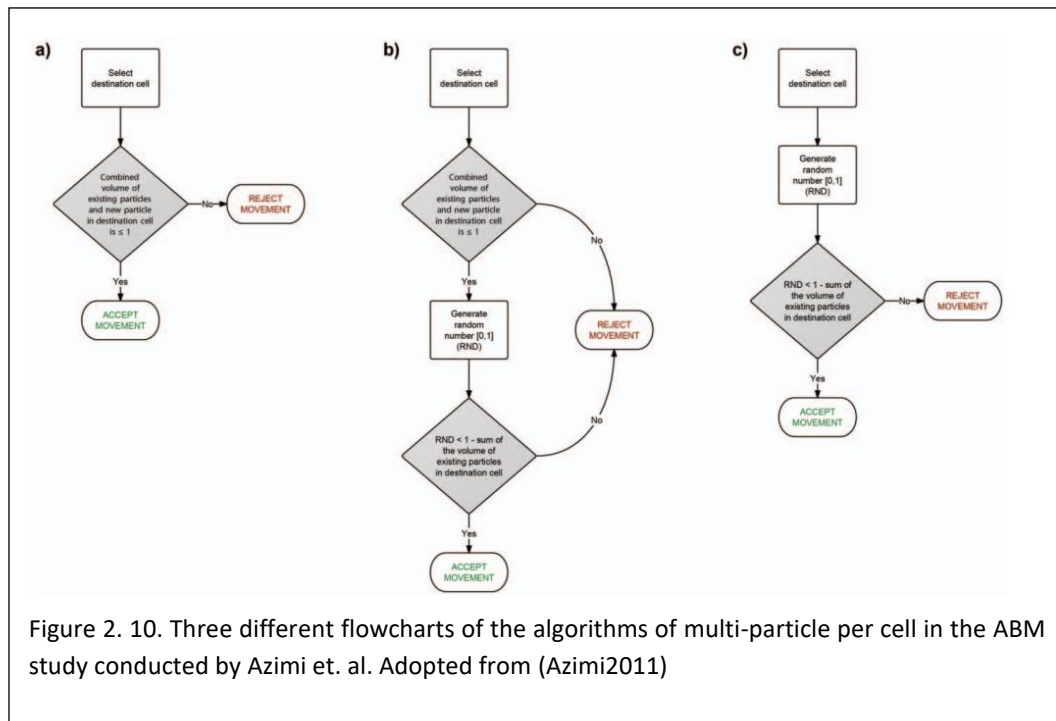 a)
Select
destination cell
Combined
volume of
existing particles
and new particle
in destination cell
is ≤ 1
No
REJECT
MOVEMENT
Yes
ACCEPT
MOVEMENT
b)
Select
destination cell
Combined
volume of
existing particles
and new particle
in destination cell
is ≤ 1
No
Yes
Generate
random
number [0,1]
(RND)
REJECT
MOVEMENT
No
RND < 1 - sum of
the volume of
existing particles
in destination cell
Yes
ACCEPT
MOVEMENT
c)
Select
destination cell
Generate
random
number [0,1]
(RND)
RND < 1 - sum of
the volume of
existing particles
in destination cell
No
REJECT
MOVEMENT
Yes
ACCEPT
MOVEMENT
Figure 2. 10. Three different flowcharts of the algorithms of multi-particle per cell in the ABM
study conducted by Azimi et. al. Adopted from (Azimi2011)